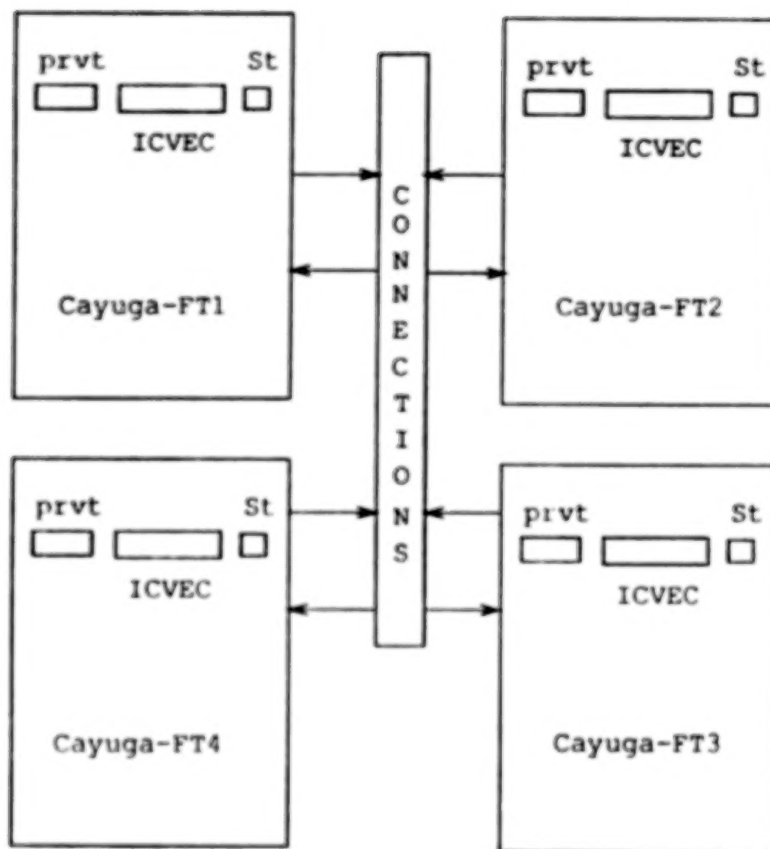 prvt St
ICVEC
Cayuga-FT1
CONNECTIONS
prvt St
ICVEC
Cayuga-FT2
prvt St
ICVEC
Cayuga-FT4
prvt St
ICVEC
Cayuga-FT3